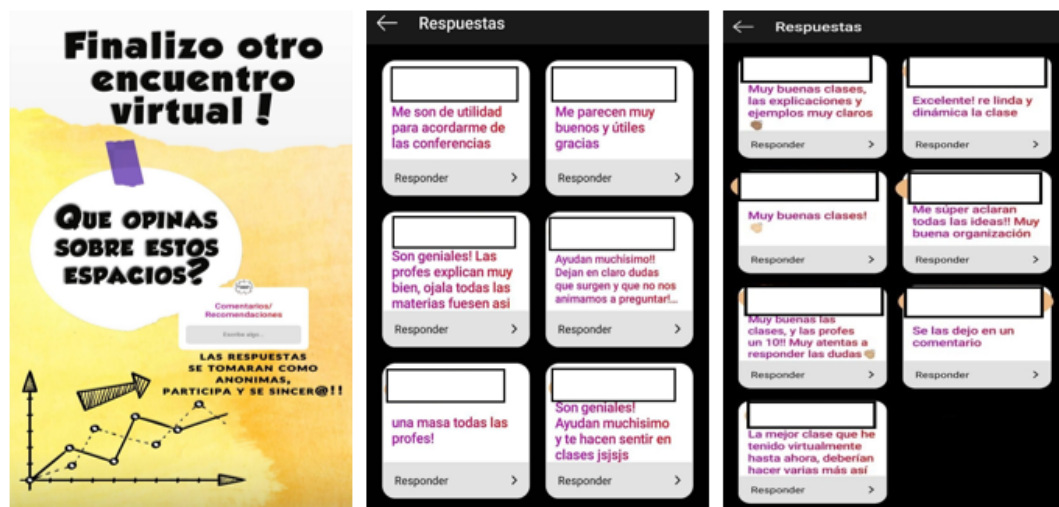 Finalizo otro
encuentro
virtual!
QUE OPINAS
SOBRE ESTOS
ESPACIOS?
Comentarios/
Recomendaciones
Escribe algo...
LAS RESPUESTAS
SE TOMARAN COMO
ANONIMAS,
PARTICIPA Y SE SINCER@!!
← Respuestas
Me son de utilidad
para acordarme de
las conferencias
Responder >
Me parecen muy
buenos y útiles
gracias
Responder >
Son geniales! Las
profes explican muy
bien, ojala todas las
materias fuesen asi
Responder >
Ayudan muchísimo!!
Dejan en claro dudas
que surgen y que no nos
animamos a preguntar!...
Responder >
una masa todas las
profes!
Responder >
Son geniales!
Ayudan muchisimo
y te hacen sentir en
clases jsjsjs
Responder >
← Respuestas
Muy buenas clases,
las explicaciones y
ejemplos muy claros
Responder >
Excelente! re linda y
dinámica la clase
Responder >
Muy buenas clases!
Responder >
Me súper aclaran
todas las ideas!! Muy
buena organización
Responder >
Muy buenas las
clases, y las profes
un 10!! Muy atentas a
responder las dudas
Responder >
Se las dejo en un
comentario
Responder >
La mejor clase que he
tenido virtualmente
hasta ahora, deberían
hacer varias más así
Responder >